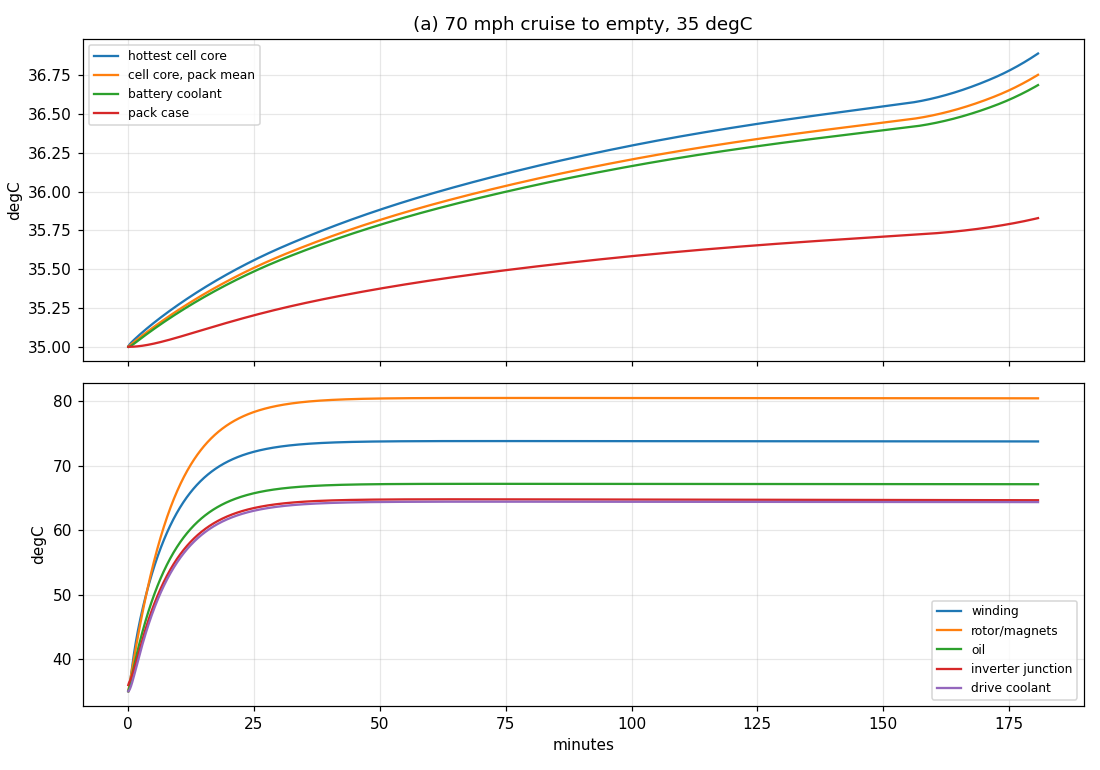 (a) 70 mph cruise to empty, 35 degC
hottest cell core
cell core, pack mean
battery coolant
pack case
36.75
36.50
36.25
36.00
35.75
35.50
35.25
35.00
degC
80
70
60
50
40
degC
winding
rotor/magnets
oil
inverter junction
drive coolant
0 25 50 75 100 125 150 175
minutes